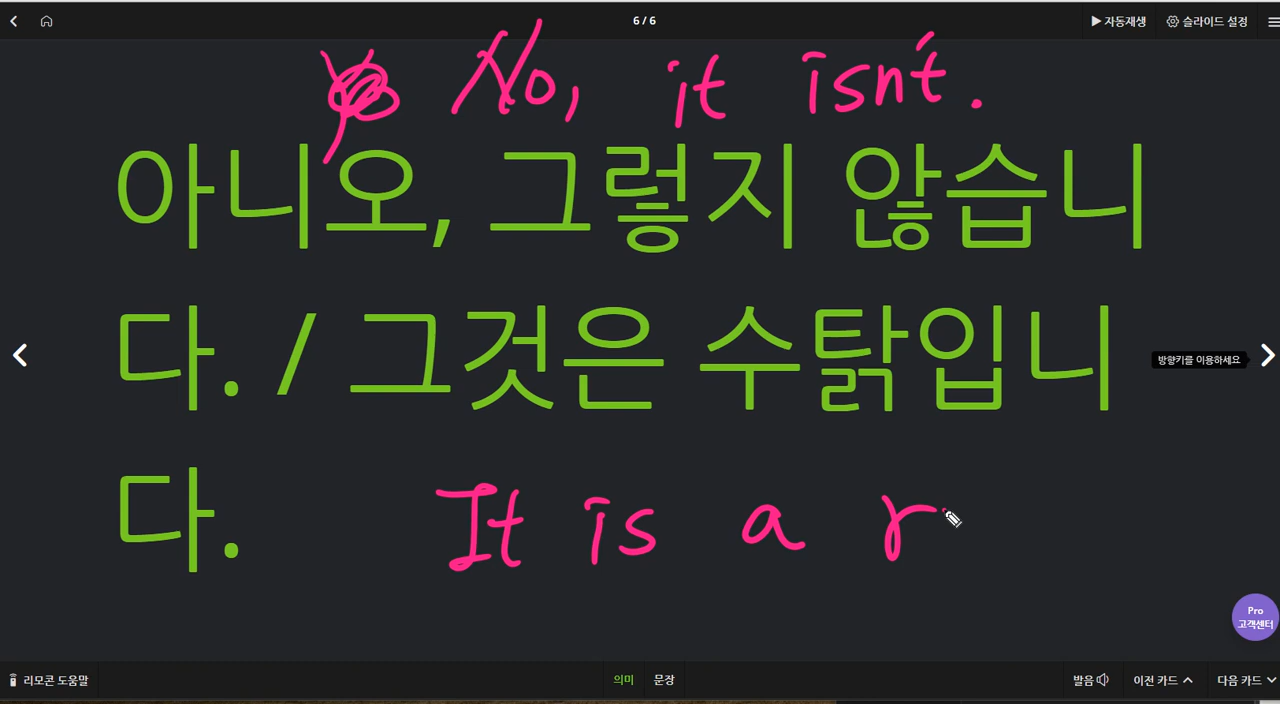 6 / 6
▶ 자동재생
슬라이드 설정
No, it isn't.
아니오, 그렇지 않습니
다. / 그것은 수탉입니
방향키를 이용하세요
다.
It is a r
Pro
고객센터
리모콘 도움말
의미
문장
발음
이전 카드
다음 카드